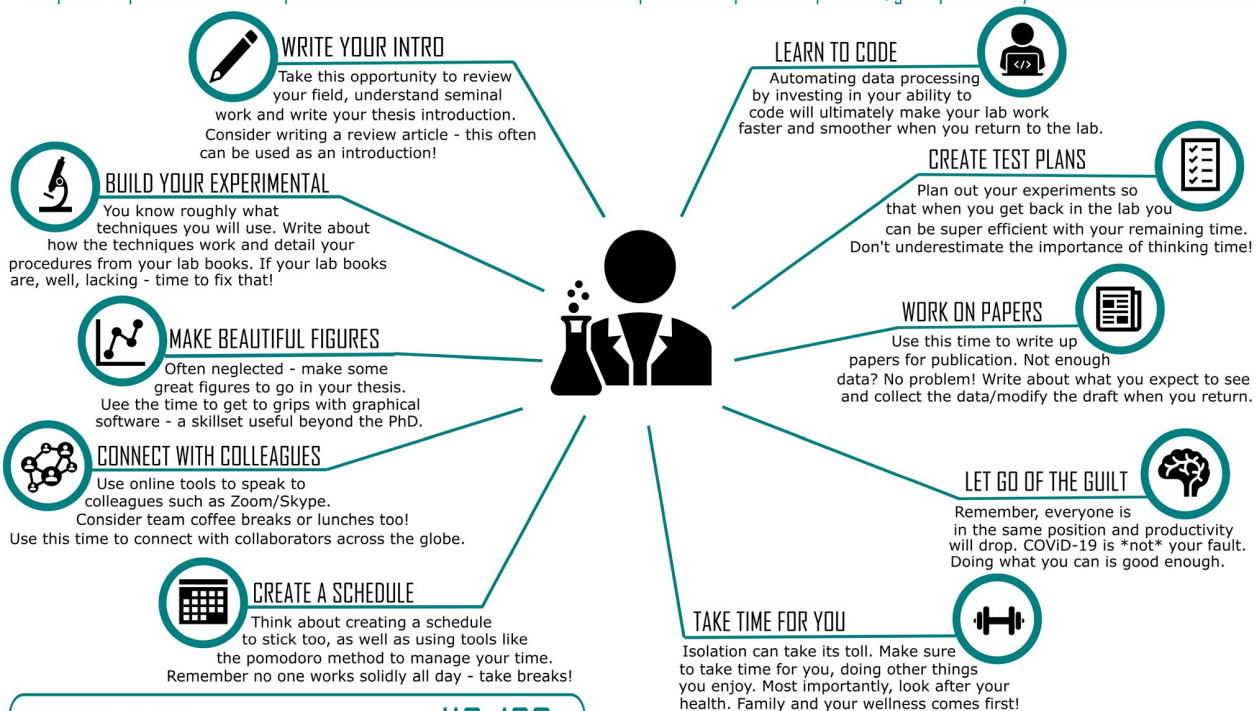 WRITE YOUR INTRO
Take this opportunity to review
your field, understand seminal
work and write your thesis introduction.
Consider writing a review article - this often
can be used as an introduction!
BUILD YOUR EXPERIMENTAL
You know roughly what
techniques you will use. Write about
how the techniques work and detail your
procedures from your lab books. If your lab books
are, well, lacking - time to fix that!
MAKE BEAUTIFUL FIGURES
Often neglected - make some
great figures to go in your thesis.
Uee the time to get to grips with graphical
software - a skillset useful beyond the PhD.
CONNECT WITH COLLEAGUES
Use online tools to speak to
colleagues such as Zoom/Skype.
Consider team coffee breaks or lunches too!
Use this time to connect with collaborators across the globe.
CREATE A SCHEDULE
Think about creating a schedule
to stick too, as well as using tools like
the pomodoro method to manage your time.
Remember no one works solidly all day - take breaks!
LEARN TO CODE
</>
Automating data processing
by investing in your ability to
code will ultimately make your lab work
faster and smoother when you return to the lab.
CREATE TEST PLANS
Plan out your experiments so
that when you get back in the lab you
can be super efficient with your remaining time.
Don't underestimate the importance of thinking time!
WORK ON PAPERS
Use this time to write up
papers for publication. Not enough
data? No problem! Write about what you expect to see
and collect the data/modify the draft when you return.
LET GO OF THE GUILT
Remember, everyone is
in the same position and productivity
will drop. COViD-19 is *not* your fault.
Doing what you can is good enough.
TAKE TIME FOR YOU
Isolation can take its toll. Make sure
to take time for you, doing other things
you enjoy. Most importantly, look after your
health. Family and your wellness comes first!